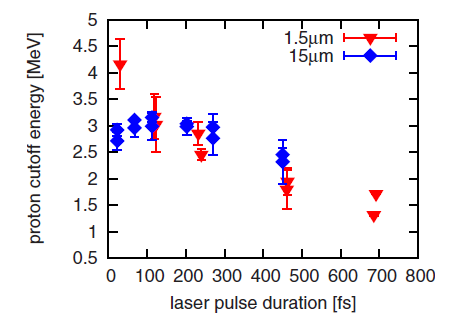 proton cutoff energy [MeV]
5
4.5
4
3.5
3
2.5
2
1.5
1
0.5
1.5μm
15μm
0 100 200 300 400 500 600 700 800
laser pulse duration [fs]